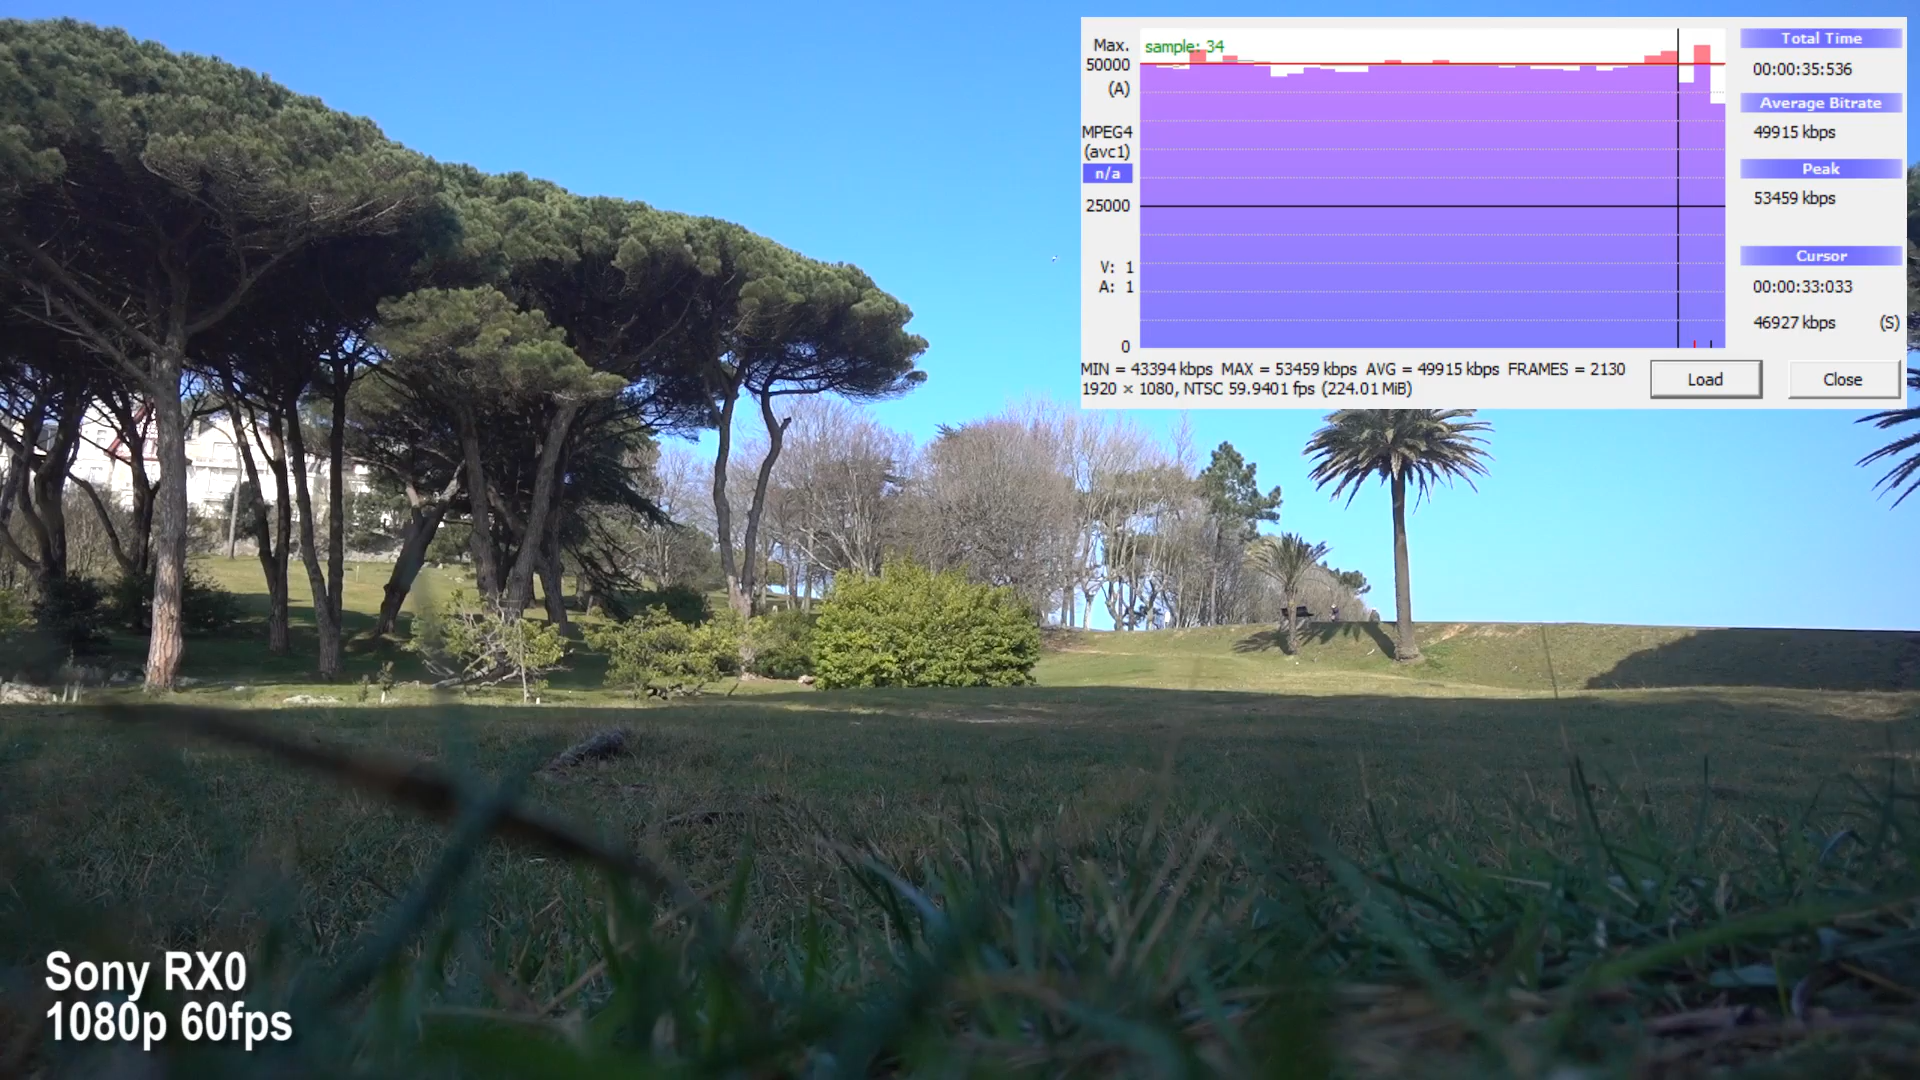 Max.
50000
(A)
MPEG4
(avc1)
n/a
25000
V: 1
A: 1
0
sample: 34
Total Time
00:00:35:536
Average Bitrate
49915 kbps
Peak
53459 kbps
Cursor
00:00:33:033
46927 kbps (S)
MIN = 43394 kbps MAX = 53459 kbps AVG = 49915 kbps FRAMES = 2130
1920 × 1080, NTSC 59.9401 fps (224.01 MiB)
Load Close
Sony RX0
1080p 60fps